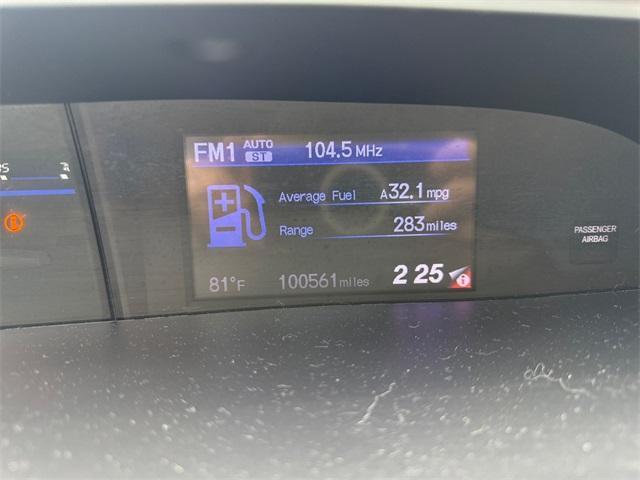 FM1 AUTO ST 104.5 MHz
Average Fuel A32.1 mpg
Range 283 miles
PASSENGER
AIRBAG
81°F 100561 miles 2 25